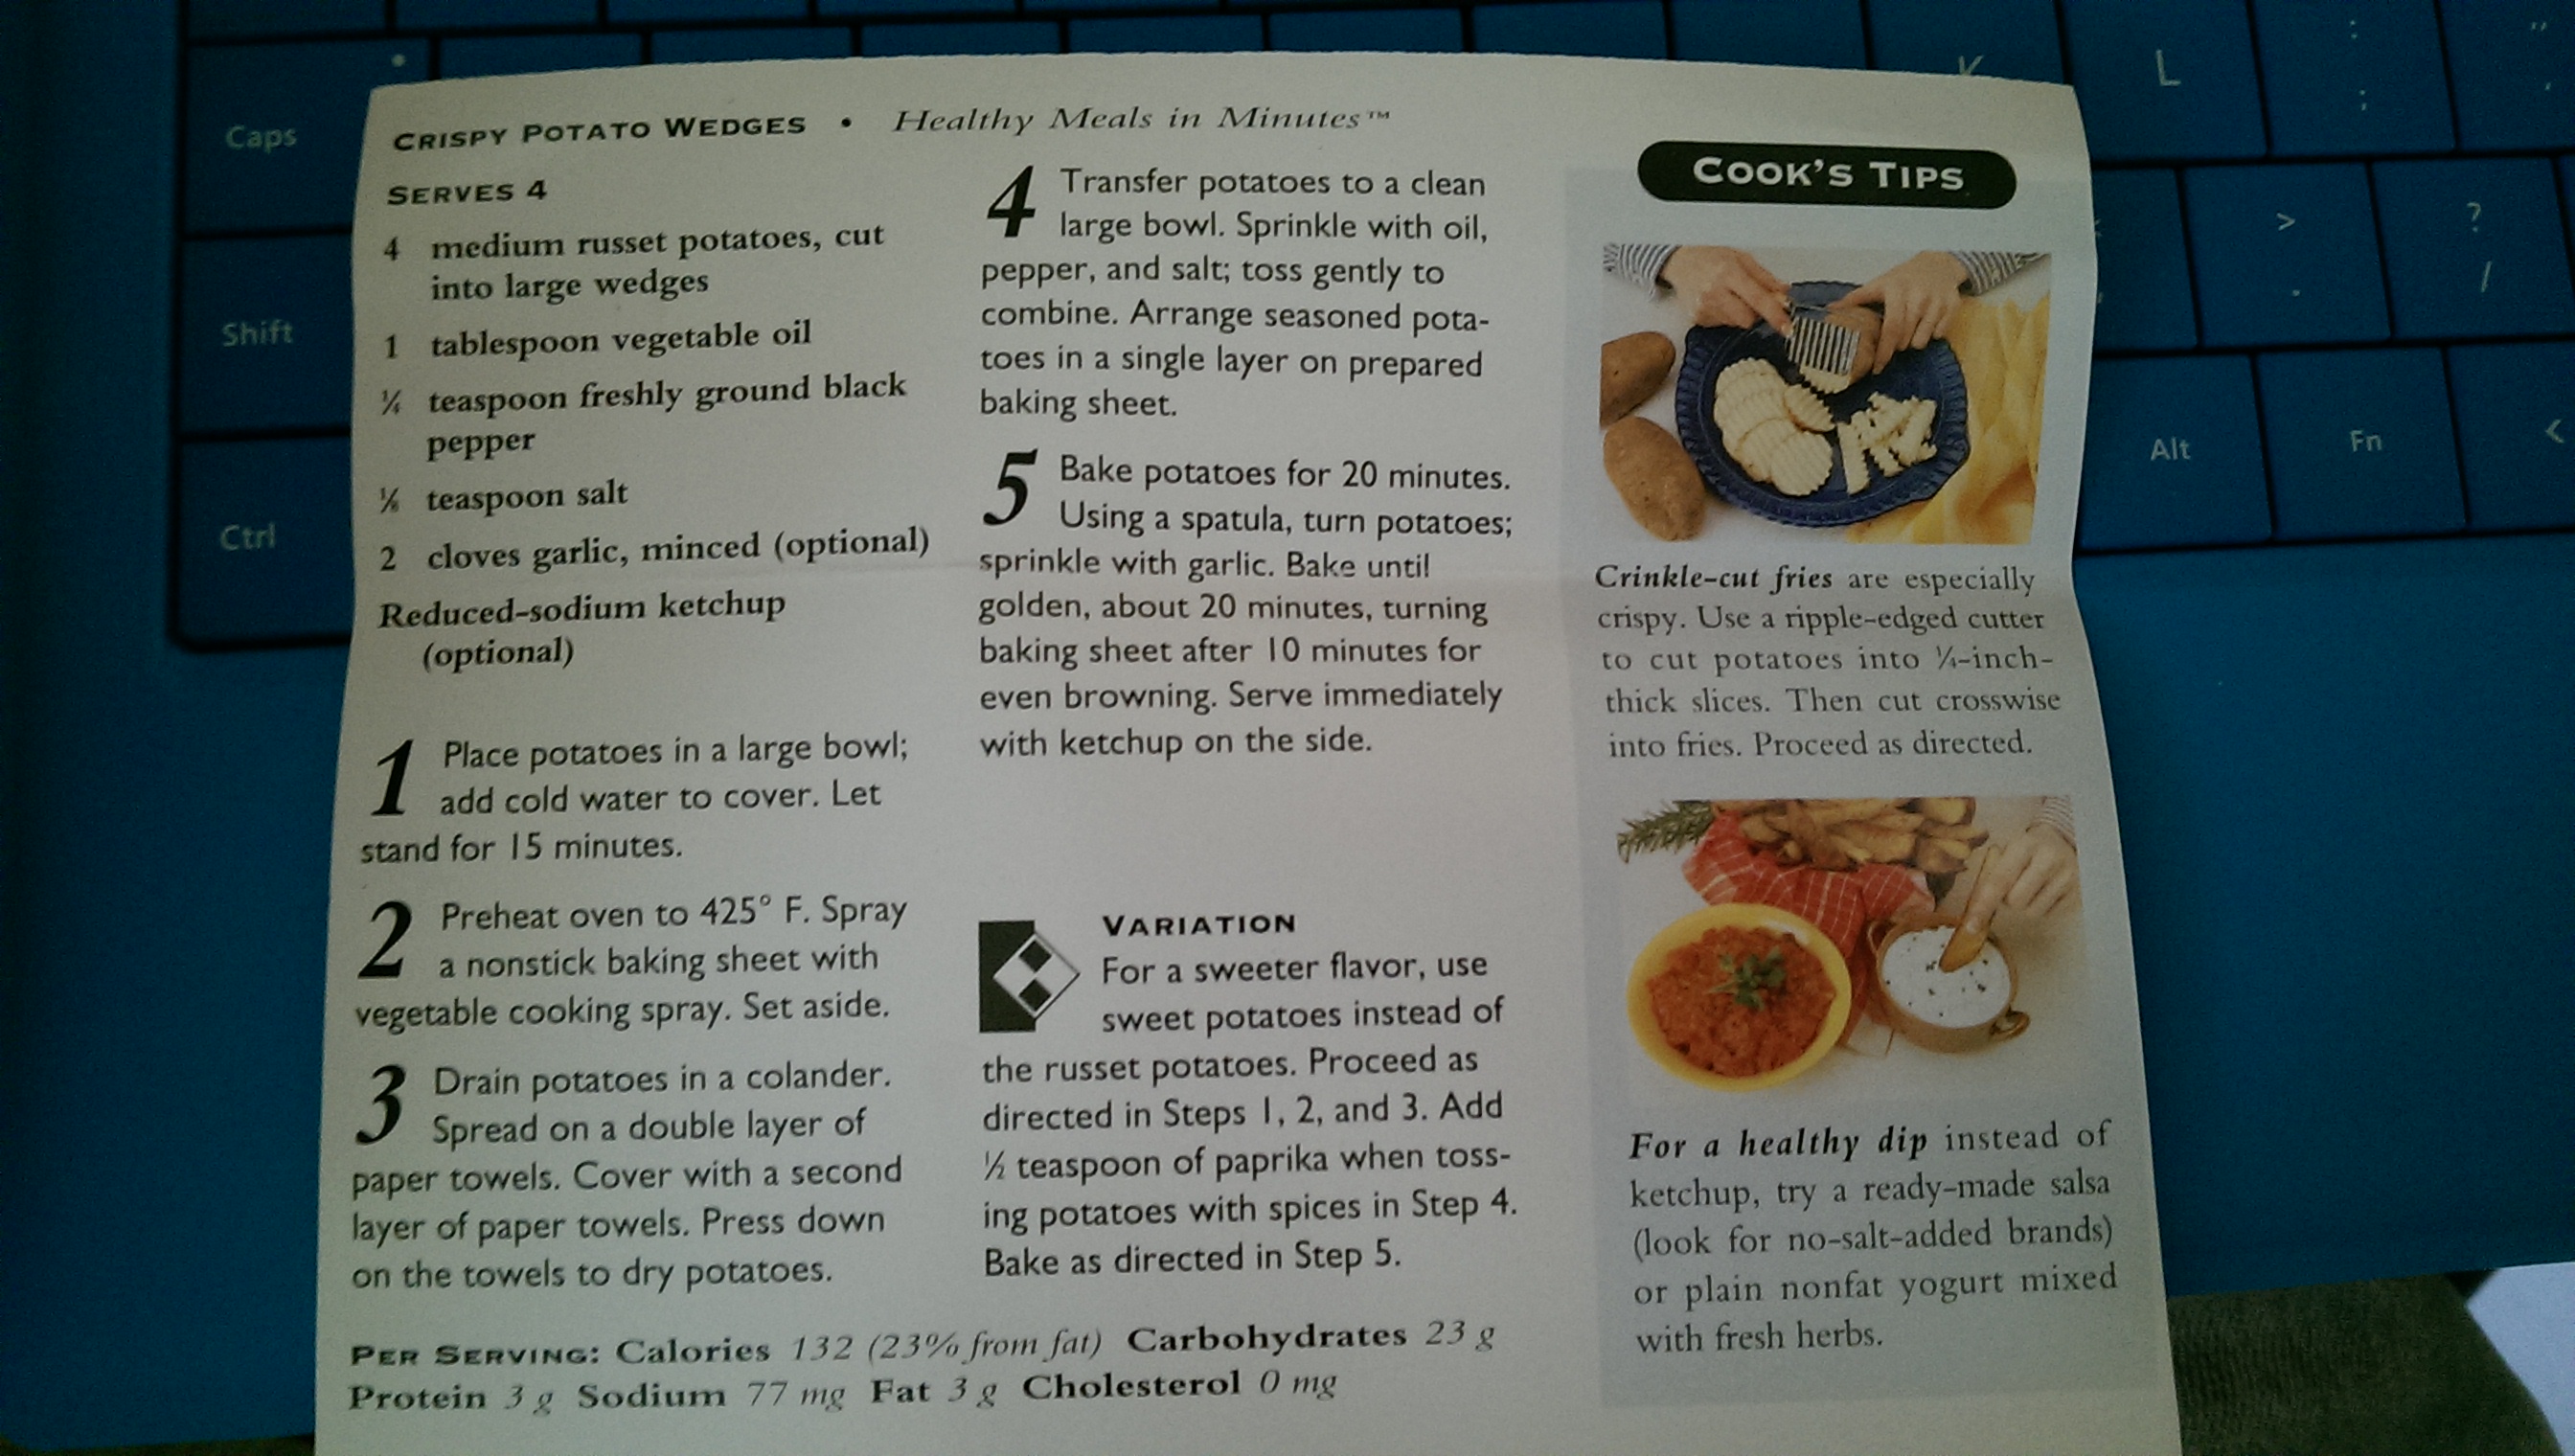 CRISPY POTATO WEDGES • Healthy Meals in Minutes™
SERVES 4
4 medium russet potatoes, cut
into large wedges
1 tablespoon vegetable oil
¼ teaspoon freshly ground black
pepper
⅛ teaspoon salt
2 cloves garlic, minced (optional)
Reduced-sodium ketchup
(optional)
1 Place potatoes in a large bowl;
add cold water to cover. Let
stand for 15 minutes.
2 Preheat oven to 425° F. Spray
a nonstick baking sheet with
vegetable cooking spray. Set aside.
3 Drain potatoes in a colander.
Spread on a double layer of
paper towels. Cover with a second
layer of paper towels. Press down
on the towels to dry potatoes.
4 Transfer potatoes to a clean
large bowl. Sprinkle with oil,
pepper, and salt; toss gently to
combine. Arrange seasoned pota-
toes in a single layer on prepared
baking sheet.
5 Bake potatoes for 20 minutes.
Using a spatula, turn potatoes;
sprinkle with garlic. Bake until
golden, about 20 minutes, turning
baking sheet after 10 minutes for
even browning. Serve immediately
with ketchup on the side.
VARIATION
For a sweeter flavor, use
sweet potatoes instead of
the russet potatoes. Proceed as
directed in Steps 1, 2, and 3. Add
½ teaspoon of paprika when toss-
ing potatoes with spices in Step 4.
Bake as directed in Step 5.
PER SERVING: Calories 132 (23% from fat) Carbohydrates 23 g
Protein 3 g Sodium 77 mg Fat 3 g Cholesterol 0 mg
COOK'S TIPS
Crinkle-cut fries are especially
crispy. Use a ripple-edged cutter
to cut potatoes into ¼-inch-
thick slices. Then cut crosswise
into fries. Proceed as directed.
For a healthy dip instead of
ketchup, try a ready-made salsa
(look for no-salt-added brands)
or plain nonfat yogurt mixed
with fresh herbs.
Caps
Shift
Ctrl
K
L
:
;
"
'
>
.
?
/
Alt
Fn
<